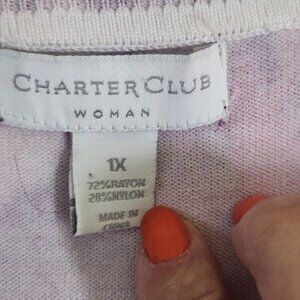 CHARTER CLUB
WOMAN
1X
72%RAYON
28%NYLON
MADE IN
CHINA